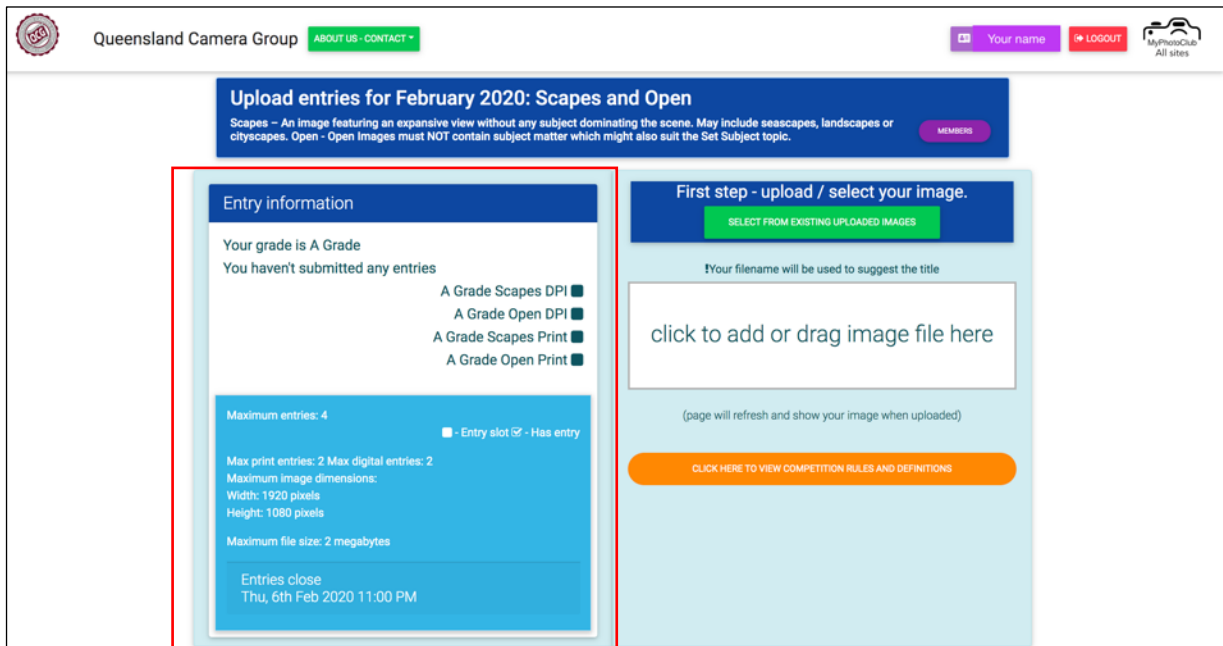 QCG
Queensland Camera Group
ABOUT US - CONTACT
Your name
LOGOUT
MyPhotoClub
All sites
Upload entries for February 2020: Scapes and Open
Scapes – An image featuring an expansive view without any subject dominating the scene. May include seascapes, landscapes or
cityscapes. Open - Open Images must NOT contain subject matter which might also suit the Set Subject topic.
MEMBERS
Entry information
Your grade is A Grade
You haven't submitted any entries
A Grade Scapes DPI
A Grade Open DPI
A Grade Scapes Print
A Grade Open Print
Maximum entries: 4
- Entry slot - Has entry
Max print entries: 2 Max digital entries: 2
Maximum image dimensions:
Width: 1920 pixels
Height: 1080 pixels
Maximum file size: 2 megabytes
Entries close
Thu, 6th Feb 2020 11:00 PM
First step - upload / select your image.
SELECT FROM EXISTING UPLOADED IMAGES
!Your filename will be used to suggest the title
click to add or drag image file here
(page will refresh and show your image when uploaded)
CLICK HERE TO VIEW COMPETITION RULES AND DEFINITIONS